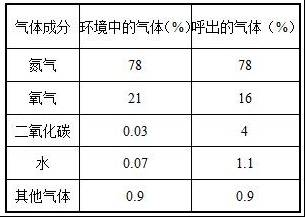 气体成分 环境中的气体(%) 呼出的气体(%)
氮气 78 78
氧气 21 16
二氧化碳 0.03 4
水 0.07 1.1
其他气体 0.9 0.9